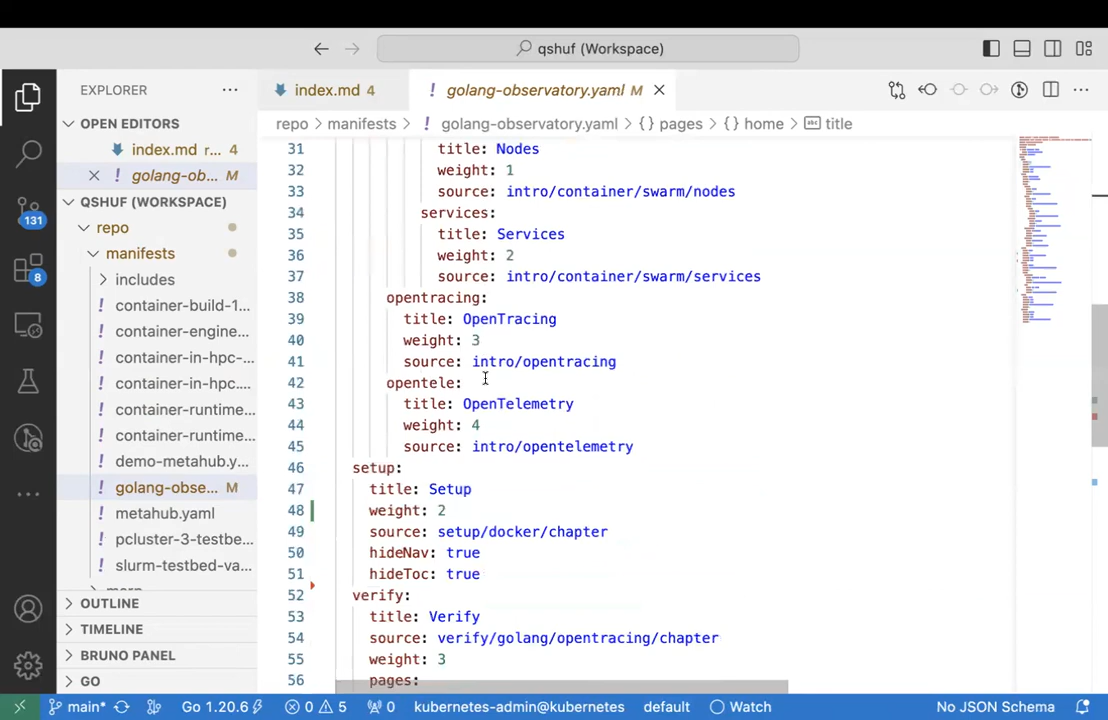 qshuf (Workspace)
EXPLORER
index.md 4
golang-observatory.yaml M
OPEN EDITORS
repo > manifests > golang-observatory.yaml > {} pages > {} home > abc title
index.md r... 4
golang-ob... M
QSHUF (WORKSPACE)
repo
manifests
includes
container-build-1...
container-engine...
container-in-hpc-...
container-in-hpc....
container-runtime...
container-runtime...
demo-metahub.y...
golang-obse... M
metahub.yaml
pcluster-3-testbe...
slurm-testbed-va...
OUTLINE
TIMELINE
BRUNO PANEL
GO
131
8
31 title: Nodes
32 weight: 1
33 source: intro/container/swarm/nodes
34 services:
35 title: Services
36 weight: 2
37 source: intro/container/swarm/services
38 opentracing:
39 title: OpenTracing
40 weight: 3
41 source: intro/opentracing
42 opentele:
43 title: OpenTelemetry
44 weight: 4
45 source: intro/opentelemetry
46 setup:
47 title: Setup
48 weight: 2
49 source: setup/docker/chapter
50 hideNav: true
51 hideToc: true
52 verify:
53 title: Verify
54 source: verify/golang/opentracing/chapter
55 weight: 3
56 pages:
main* Go 1.20.6 0 5 0 kubernetes-admin@kubernetes default Watch No JSON Schema